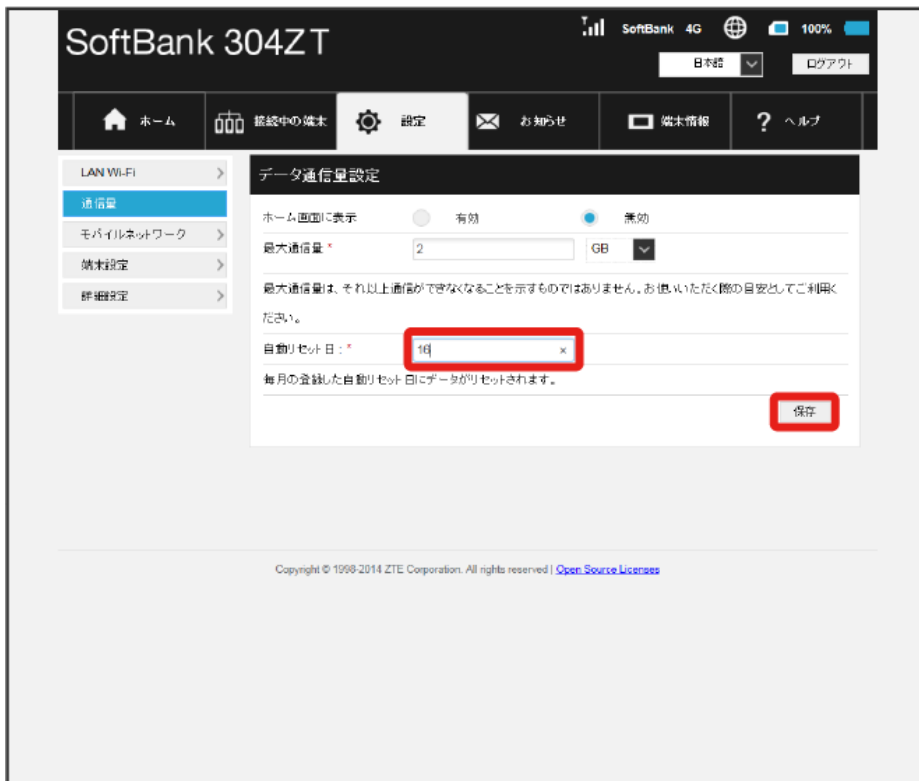 SoftBank 304ZT
SoftBank 4G 100%
日本語 ログアウト
ホーム 接続中の端末 設定 お知らせ 端末情報 ? ヘルプ
LAN Wi-Fi
通信量
モバイルネットワーク
端末設定
詳細設定
データ通信量設定
ホーム画面に表示 有効 無効
最大通信量 * 2 GB
最大通信量は、それ以上通信ができなくなることを示すものではありません。お使いいただく際の目安としてご利用く
ださい。
自動リセット日:* 16 ×
毎月の登録した自動リセット日にデータがリセットされます。
保存
Copyright © 1998-2014 ZTE Corporation. All rights reserved | Open Source Licenses